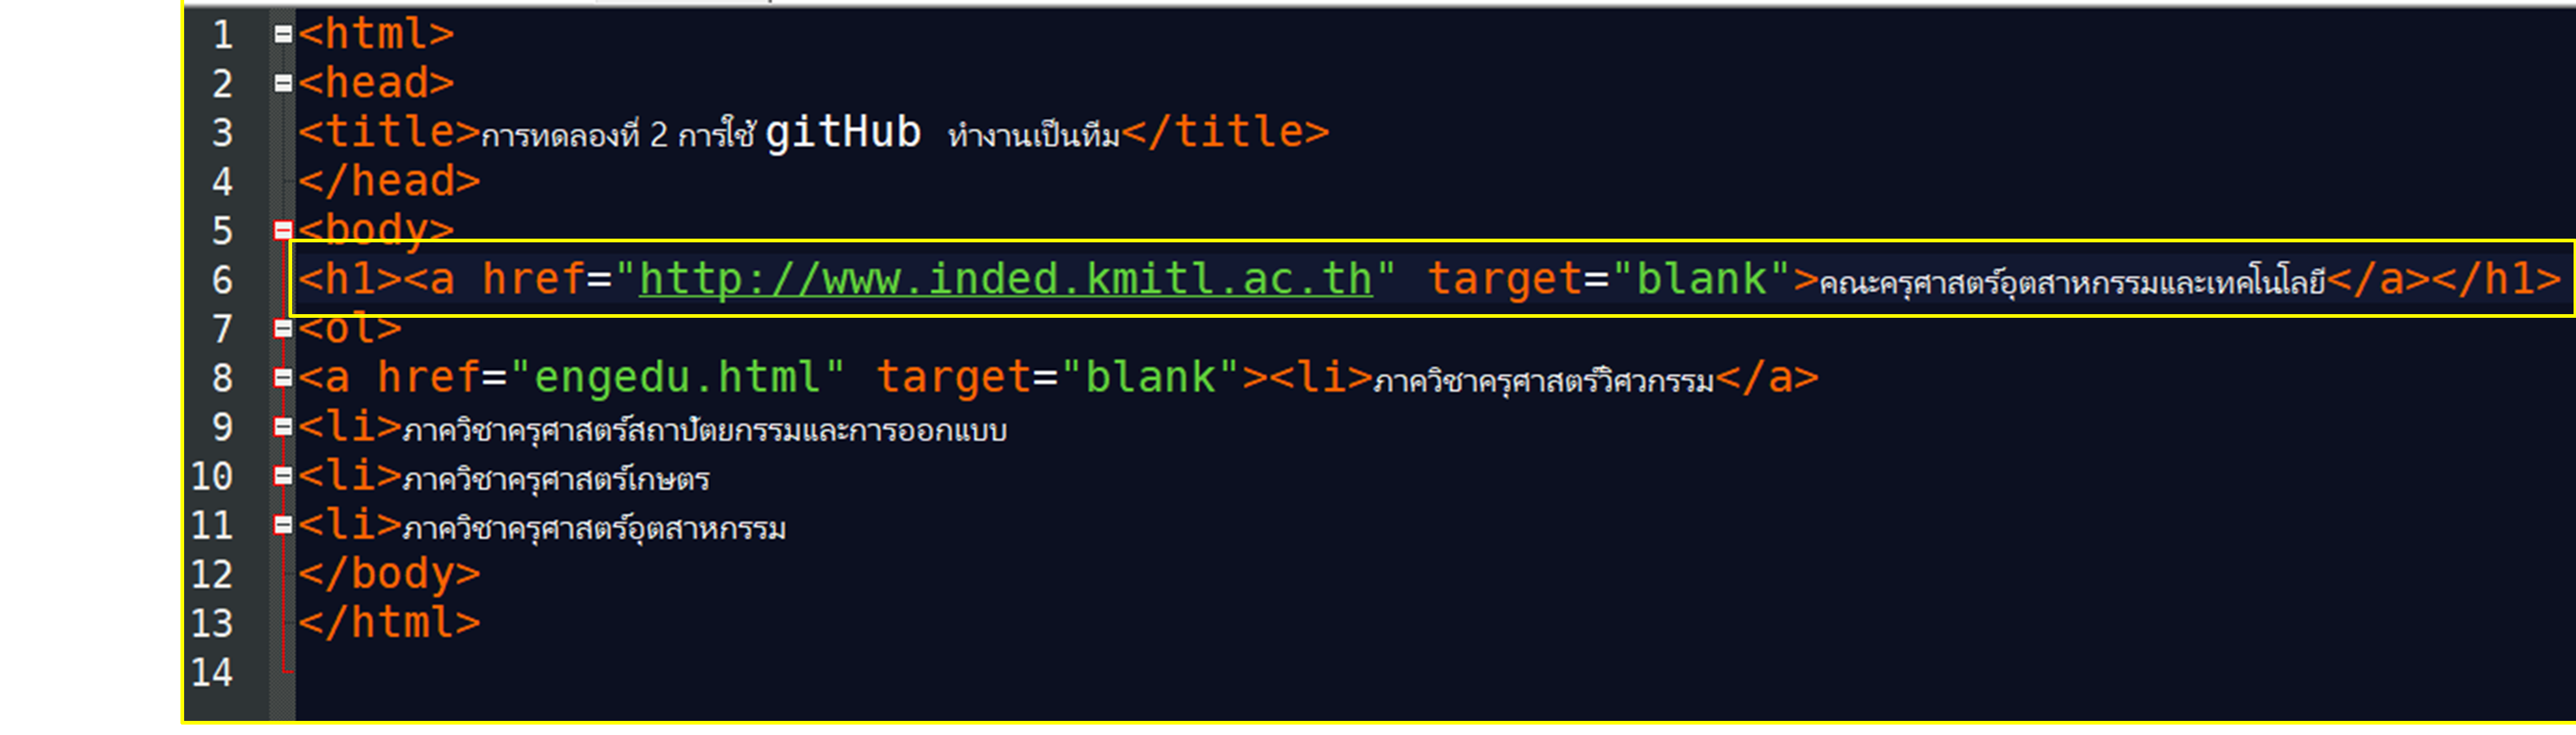 1 <html>
2 <head>
3 <title>การทดลองที่ 2 การใช้ gitHub ทำงานเป็นทีม</title>
4 </head>
5 <body>
6 <h1><a href="http://www.inded.kmitl.ac.th" target="blank">คณะครุศาสตร์อุตสาหกรรมและเทคโนโลยี</a></h1>
7 <ol>
8 <a href="engedu.html" target="blank"><li>ภาควิชาครุศาสตร์วิศวกรรม</a>
9 <li>ภาควิชาครุศาสตร์สถาปัตยกรรมและการออกแบบ
10 <li>ภาควิชาครุศาสตร์เกษตร
11 <li>ภาควิชาครุศาสตร์อุตสาหกรรม
12 </body>
13 </html>
14